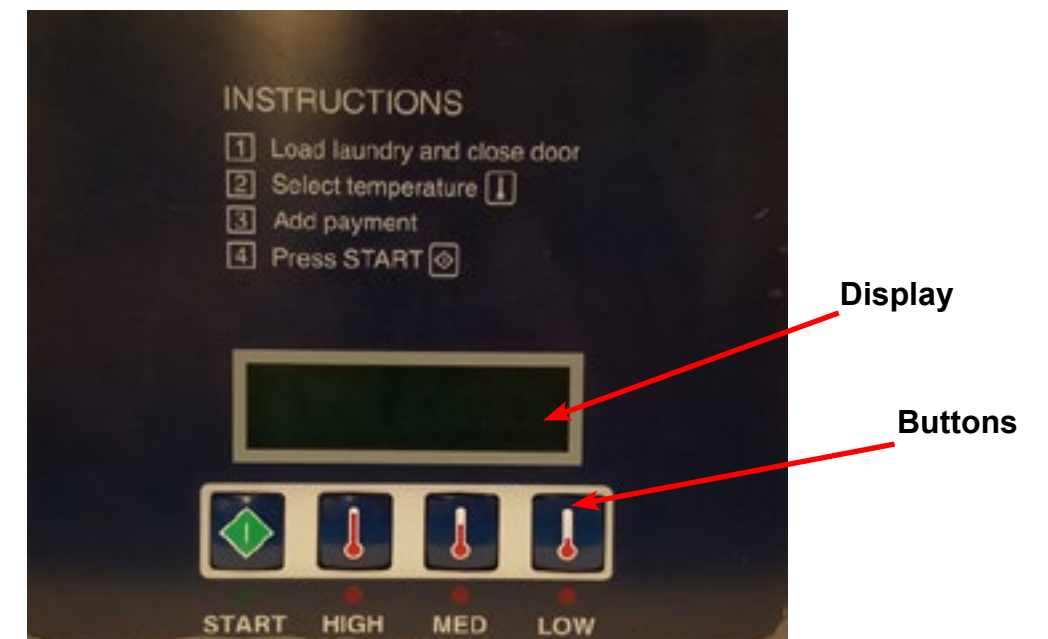 INSTRUCTIONS
1 Load laundry and close door
2 Select temperature
3 Add payment
4 Press START
Display
Buttons
START HIGH MED LOW